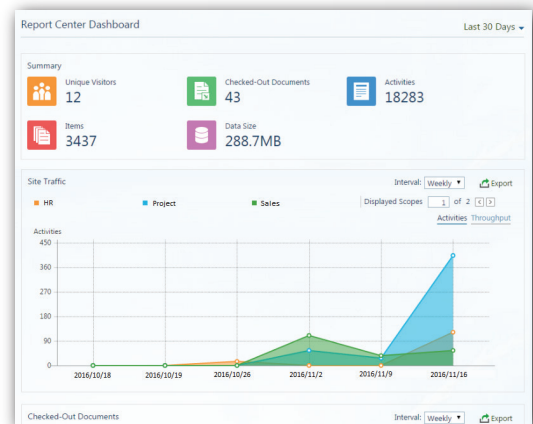 Report Center Dashboard
Last 30 Days
Summary
Unique Visitors
12
Checked-Out Documents
43
Activities
18283
Items
3437
Data Size
288.7MB
Site Traffic
Interval: Weekly
Export
HR
Project
Sales
Displayed Scopes 1 of 2 < >
Activities Throughput
Activities
450
360
270
180
90
0
2016/10/18 2016/10/19 2016/10/26 2016/11/2 2016/11/9 2016/11/16
Checked-Out Documents
Interval: Weekly
Export